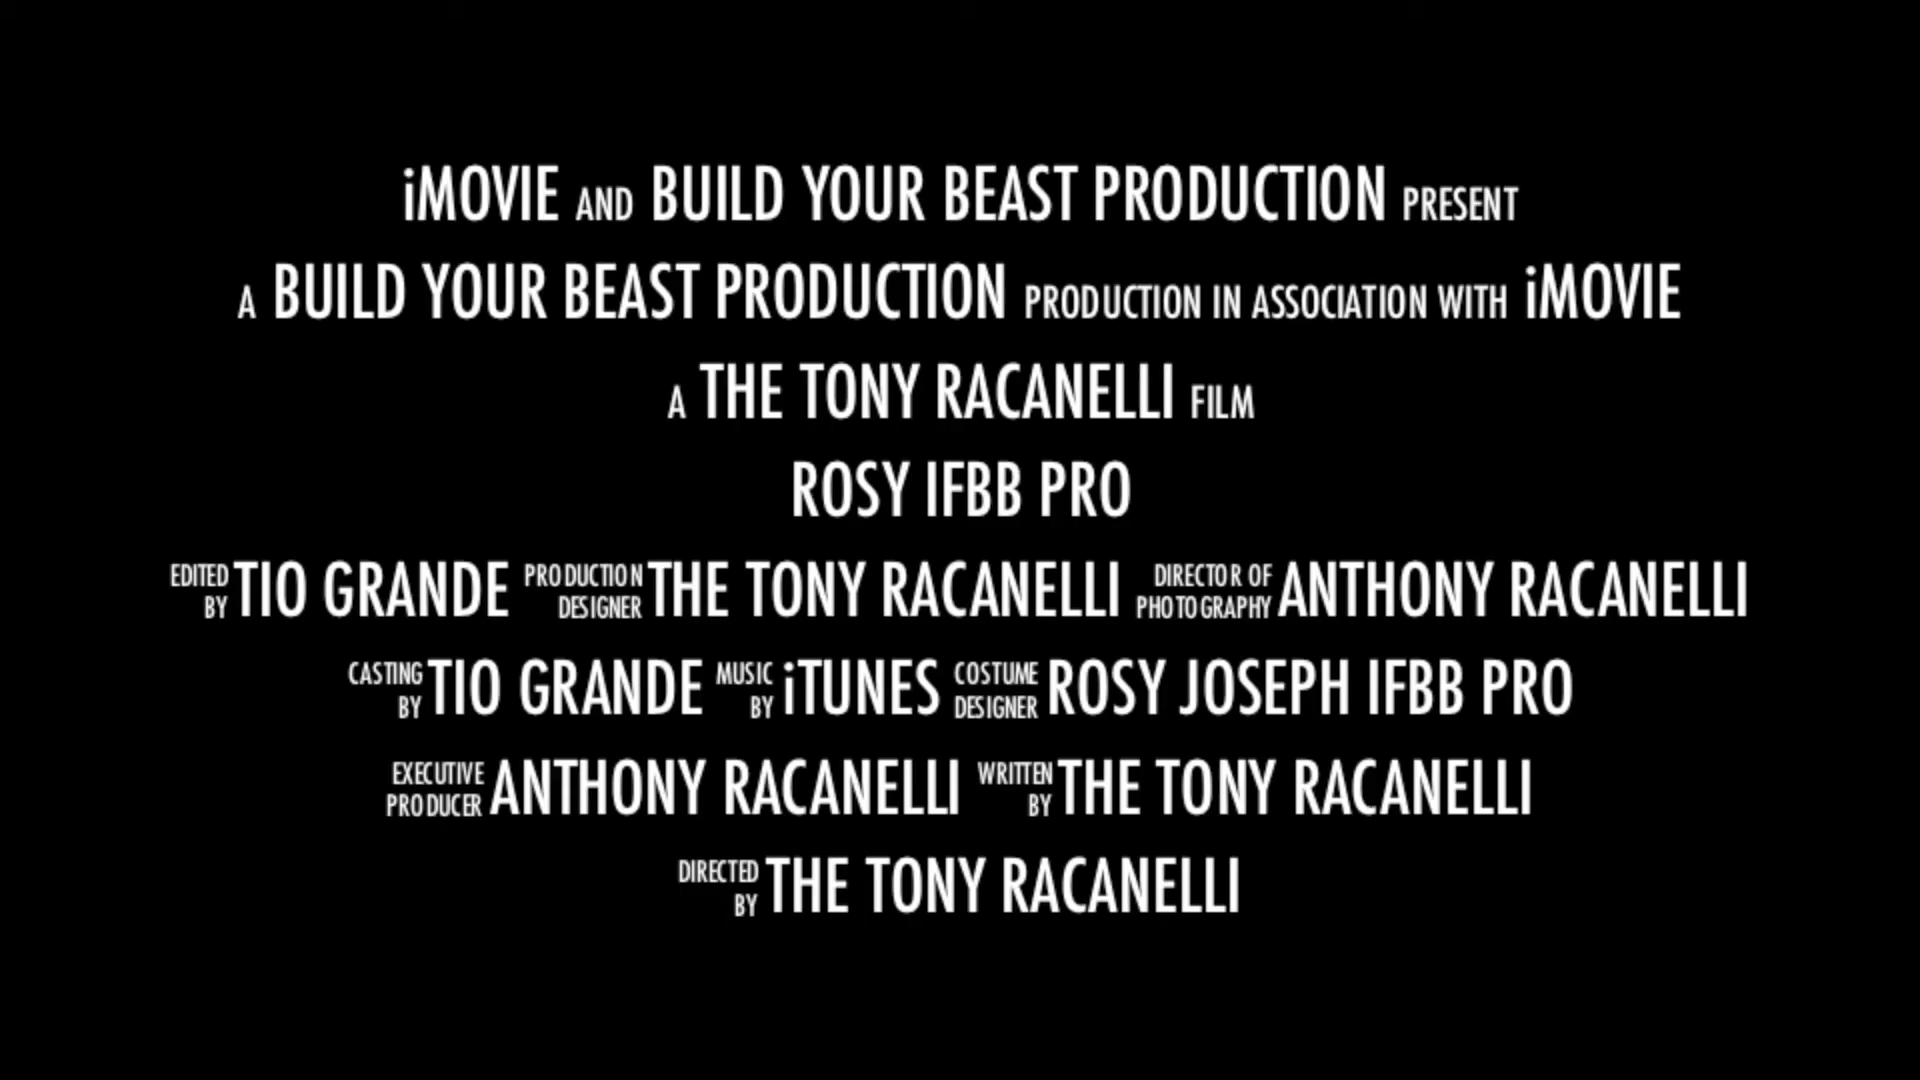 iMOVIE AND BUILD YOUR BEAST PRODUCTION PRESENT
A BUILD YOUR BEAST PRODUCTION PRODUCTION IN ASSOCIATION WITH iMOVIE
A THE TONY RACANELLI FILM
ROSY IFBB PRO
EDITED BY TIO GRANDE PRODUCTION DESIGNER THE TONY RACANELLI DIRECTOR OF PHOTOGRAPHY ANTHONY RACANELLI
CASTING BY TIO GRANDE MUSIC BY iTUNES COSTUME DESIGNER ROSY JOSEPH IFBB PRO
EXECUTIVE PRODUCER ANTHONY RACANELLI WRITTEN BY THE TONY RACANELLI
DIRECTED BY THE TONY RACANELLI